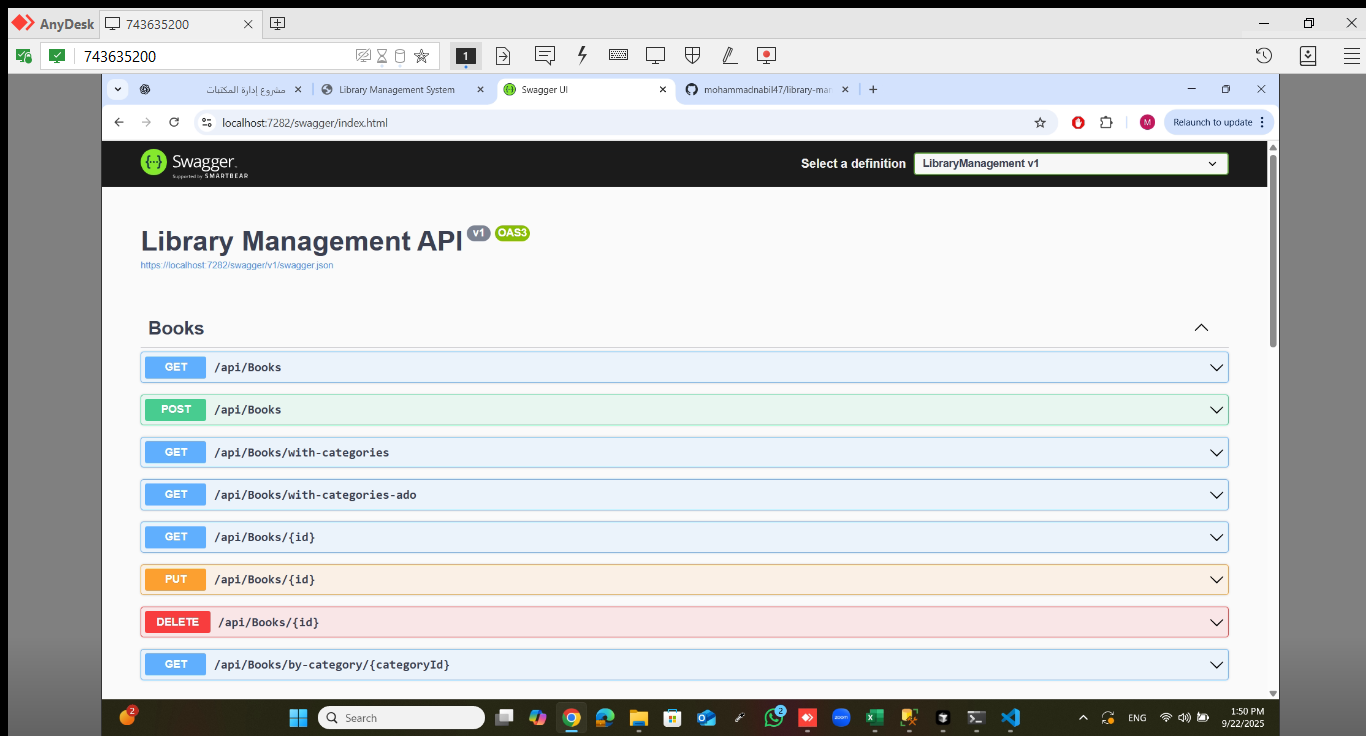 AnyDesk
743635200
743635200
1
مشروع إدارة المكتبات
Library Management System
Swagger UI
mohammadnabil47/library-mar
localhost:7282/swagger/index.html
M
Relaunch to update
Swagger.
Supported by SMARTBEAR
Select a definition
LibraryManagement v1
Library Management API v1 OAS3
https://localhost:7282/swagger/v1/swagger.json
Books
GET /api/Books
POST /api/Books
GET /api/Books/with-categories
GET /api/Books/with-categories-ado
GET /api/Books/{id}
PUT /api/Books/{id}
DELETE /api/Books/{id}
GET /api/Books/by-category/{categoryId}
2
Search
2
zoom
ENG
1:50 PM
9/22/2025